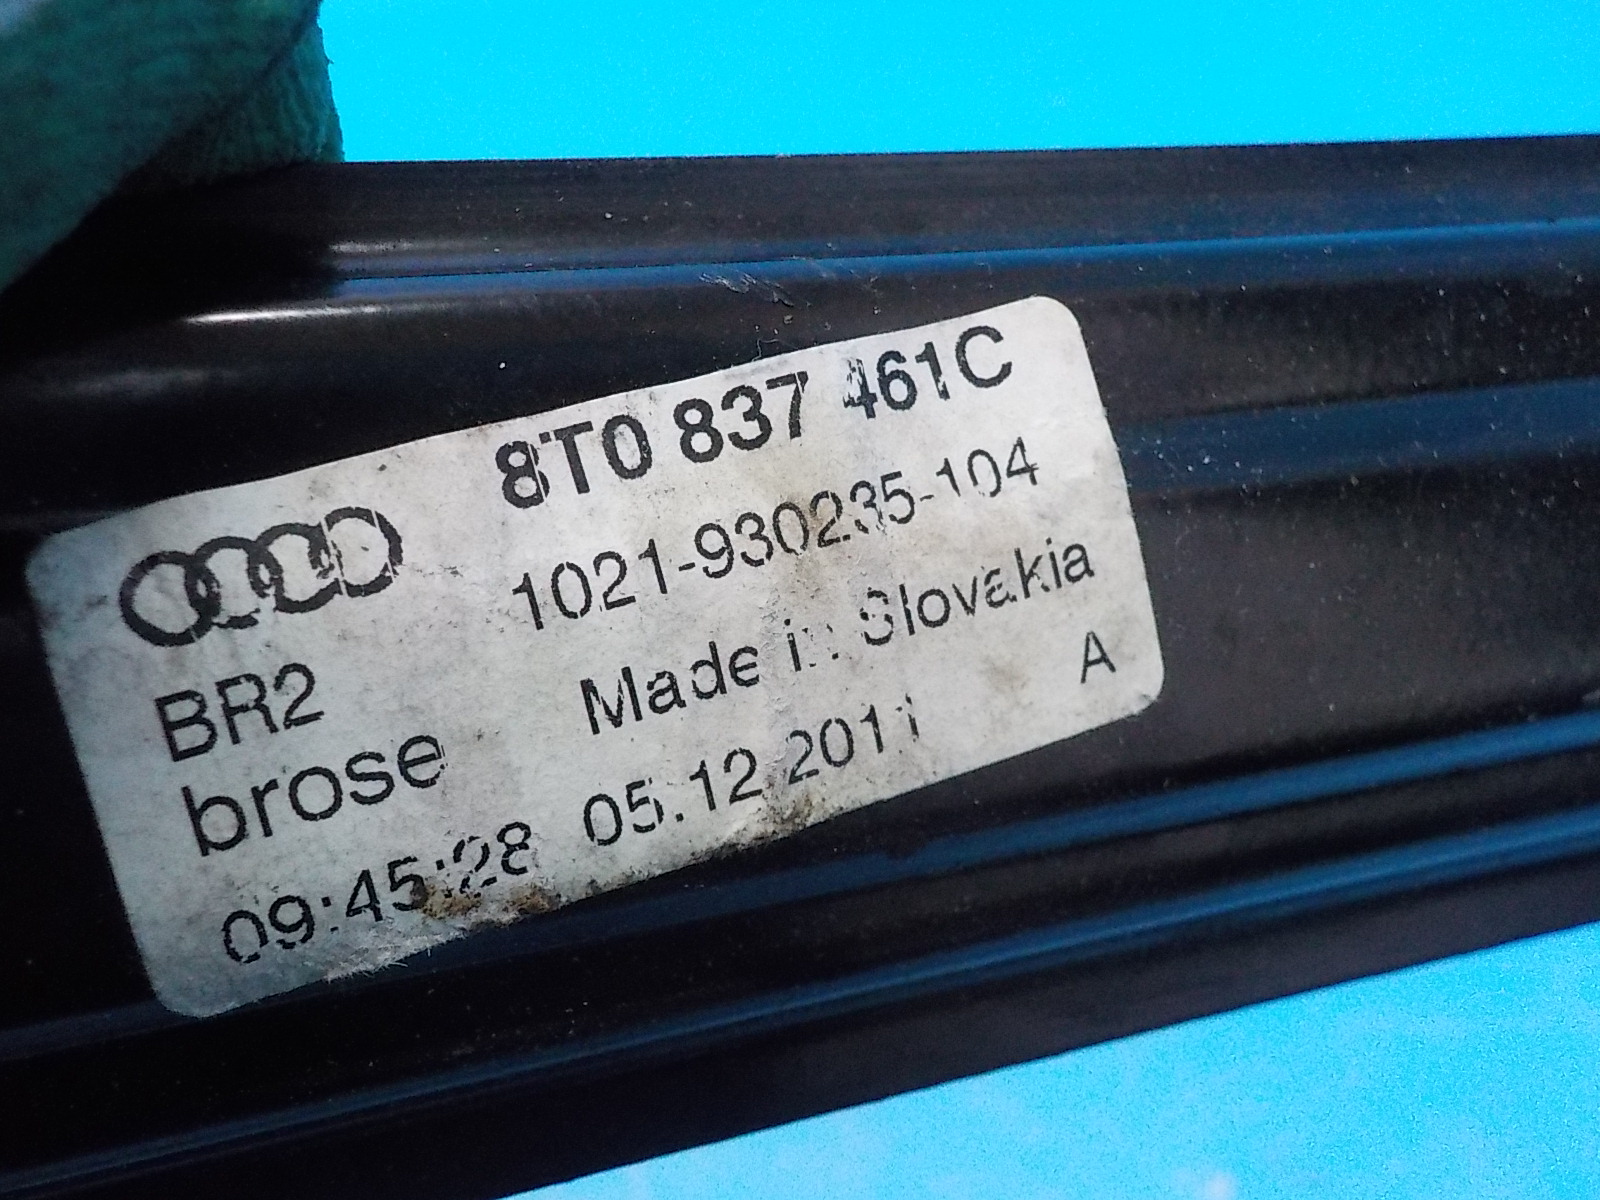 8T0 837 461C
1021-930235-104
BR2 Made in Slovakia
brose A
09:45:28 05.12 2011